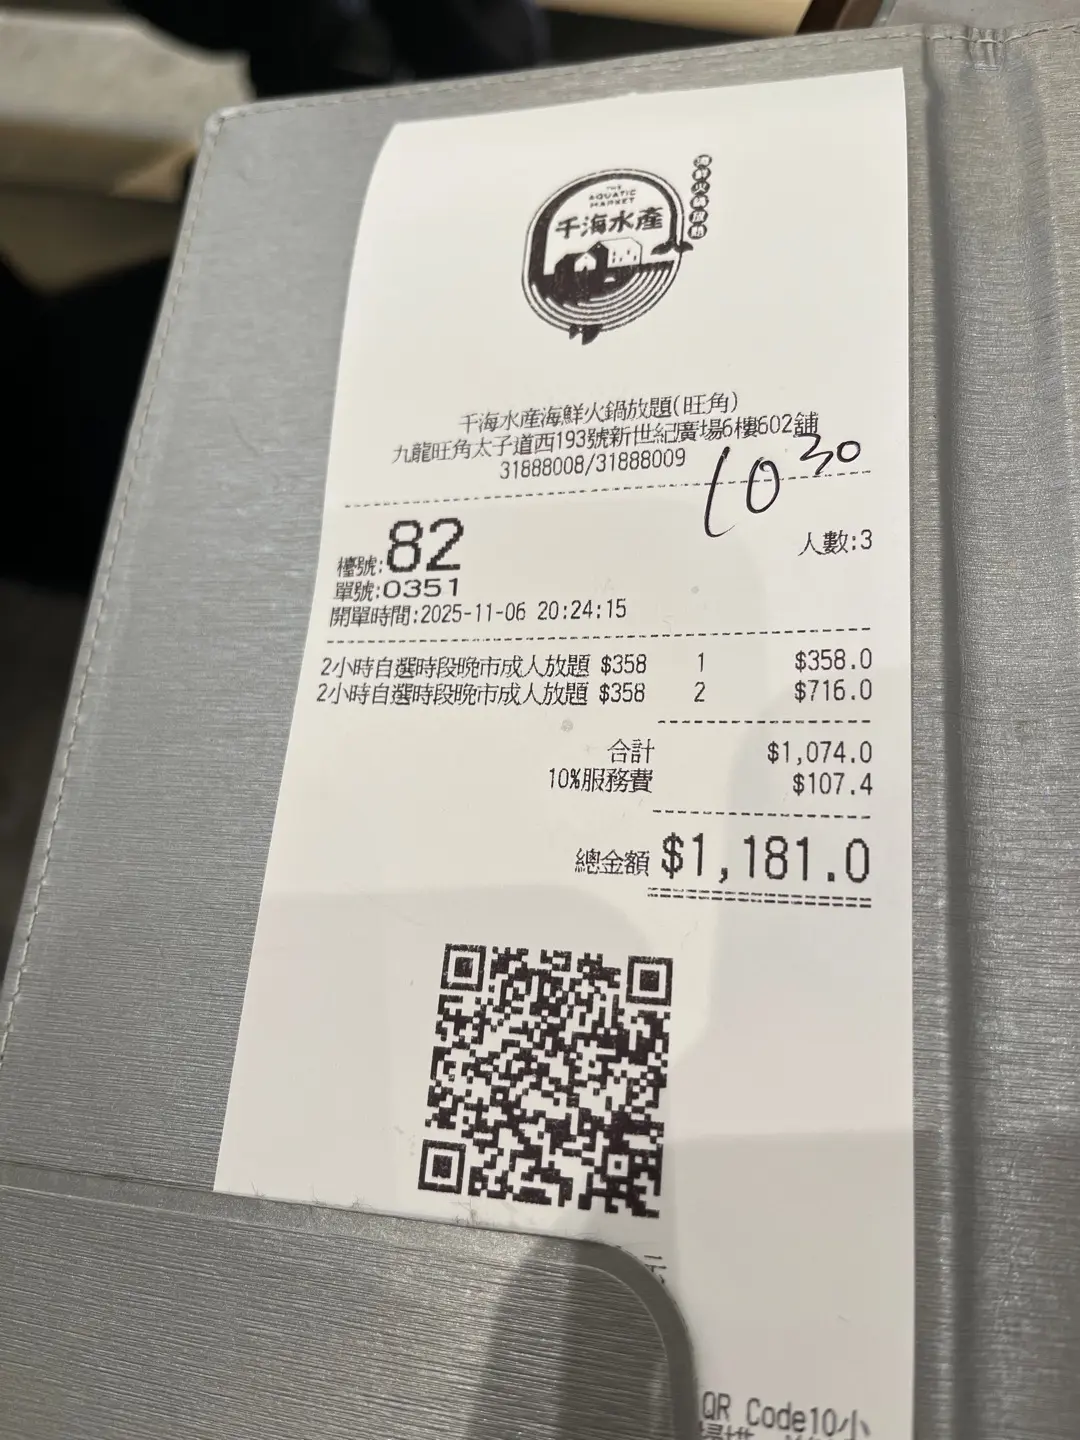 THE
AQUATIC
MARKET
千海水產
海鮮火鍋放題
千海水產海鮮火鍋放題(旺角)
九龍旺角太子道西193號新世紀廣場6樓602舖
31888008/31888009
10 30
檯號:82
人數:3
單號:0351
開單時間:2025-11-06 20:24:15
2小時自選時段晚市成人放題 $358 1 $358.0
2小時自選時段晚市成人放題 $358 2 $716.0
合計 $1,074.0
10%服務費 $107.4
總金額 $1,181.0
QR Code10小